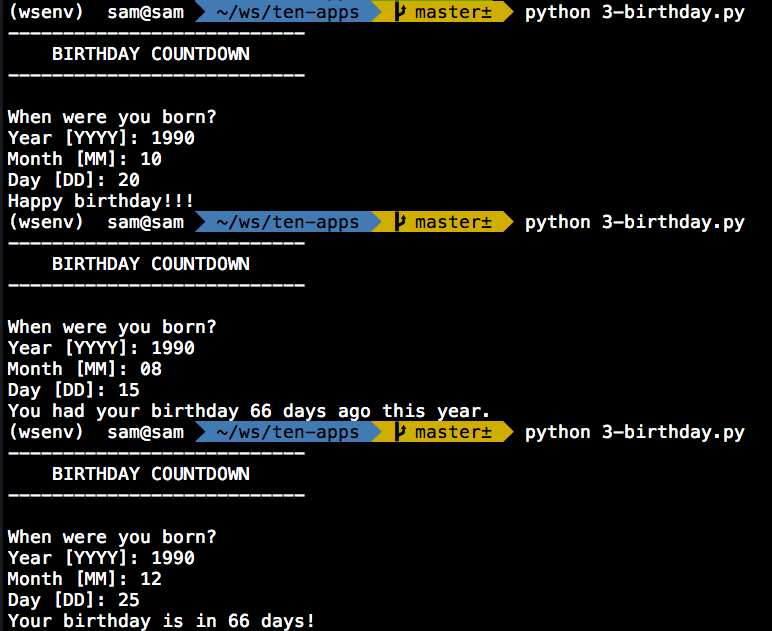 (wsenv) sam@sam ~/ws/ten-apps master± python 3-birthday.py
---------------------------
    BIRTHDAY COUNTDOWN
---------------------------
When were you born?
Year [YYYY]: 1990
Month [MM]: 10
Day [DD]: 20
Happy birthday!!!
(wsenv) sam@sam ~/ws/ten-apps master± python 3-birthday.py
---------------------------
    BIRTHDAY COUNTDOWN
---------------------------
When were you born?
Year [YYYY]: 1990
Month [MM]: 08
Day [DD]: 15
You had your birthday 66 days ago this year.
(wsenv) sam@sam ~/ws/ten-apps master± python 3-birthday.py
---------------------------
    BIRTHDAY COUNTDOWN
---------------------------
When were you born?
Year [YYYY]: 1990
Month [MM]: 12
Day [DD]: 25
Your birthday is in 66 days!